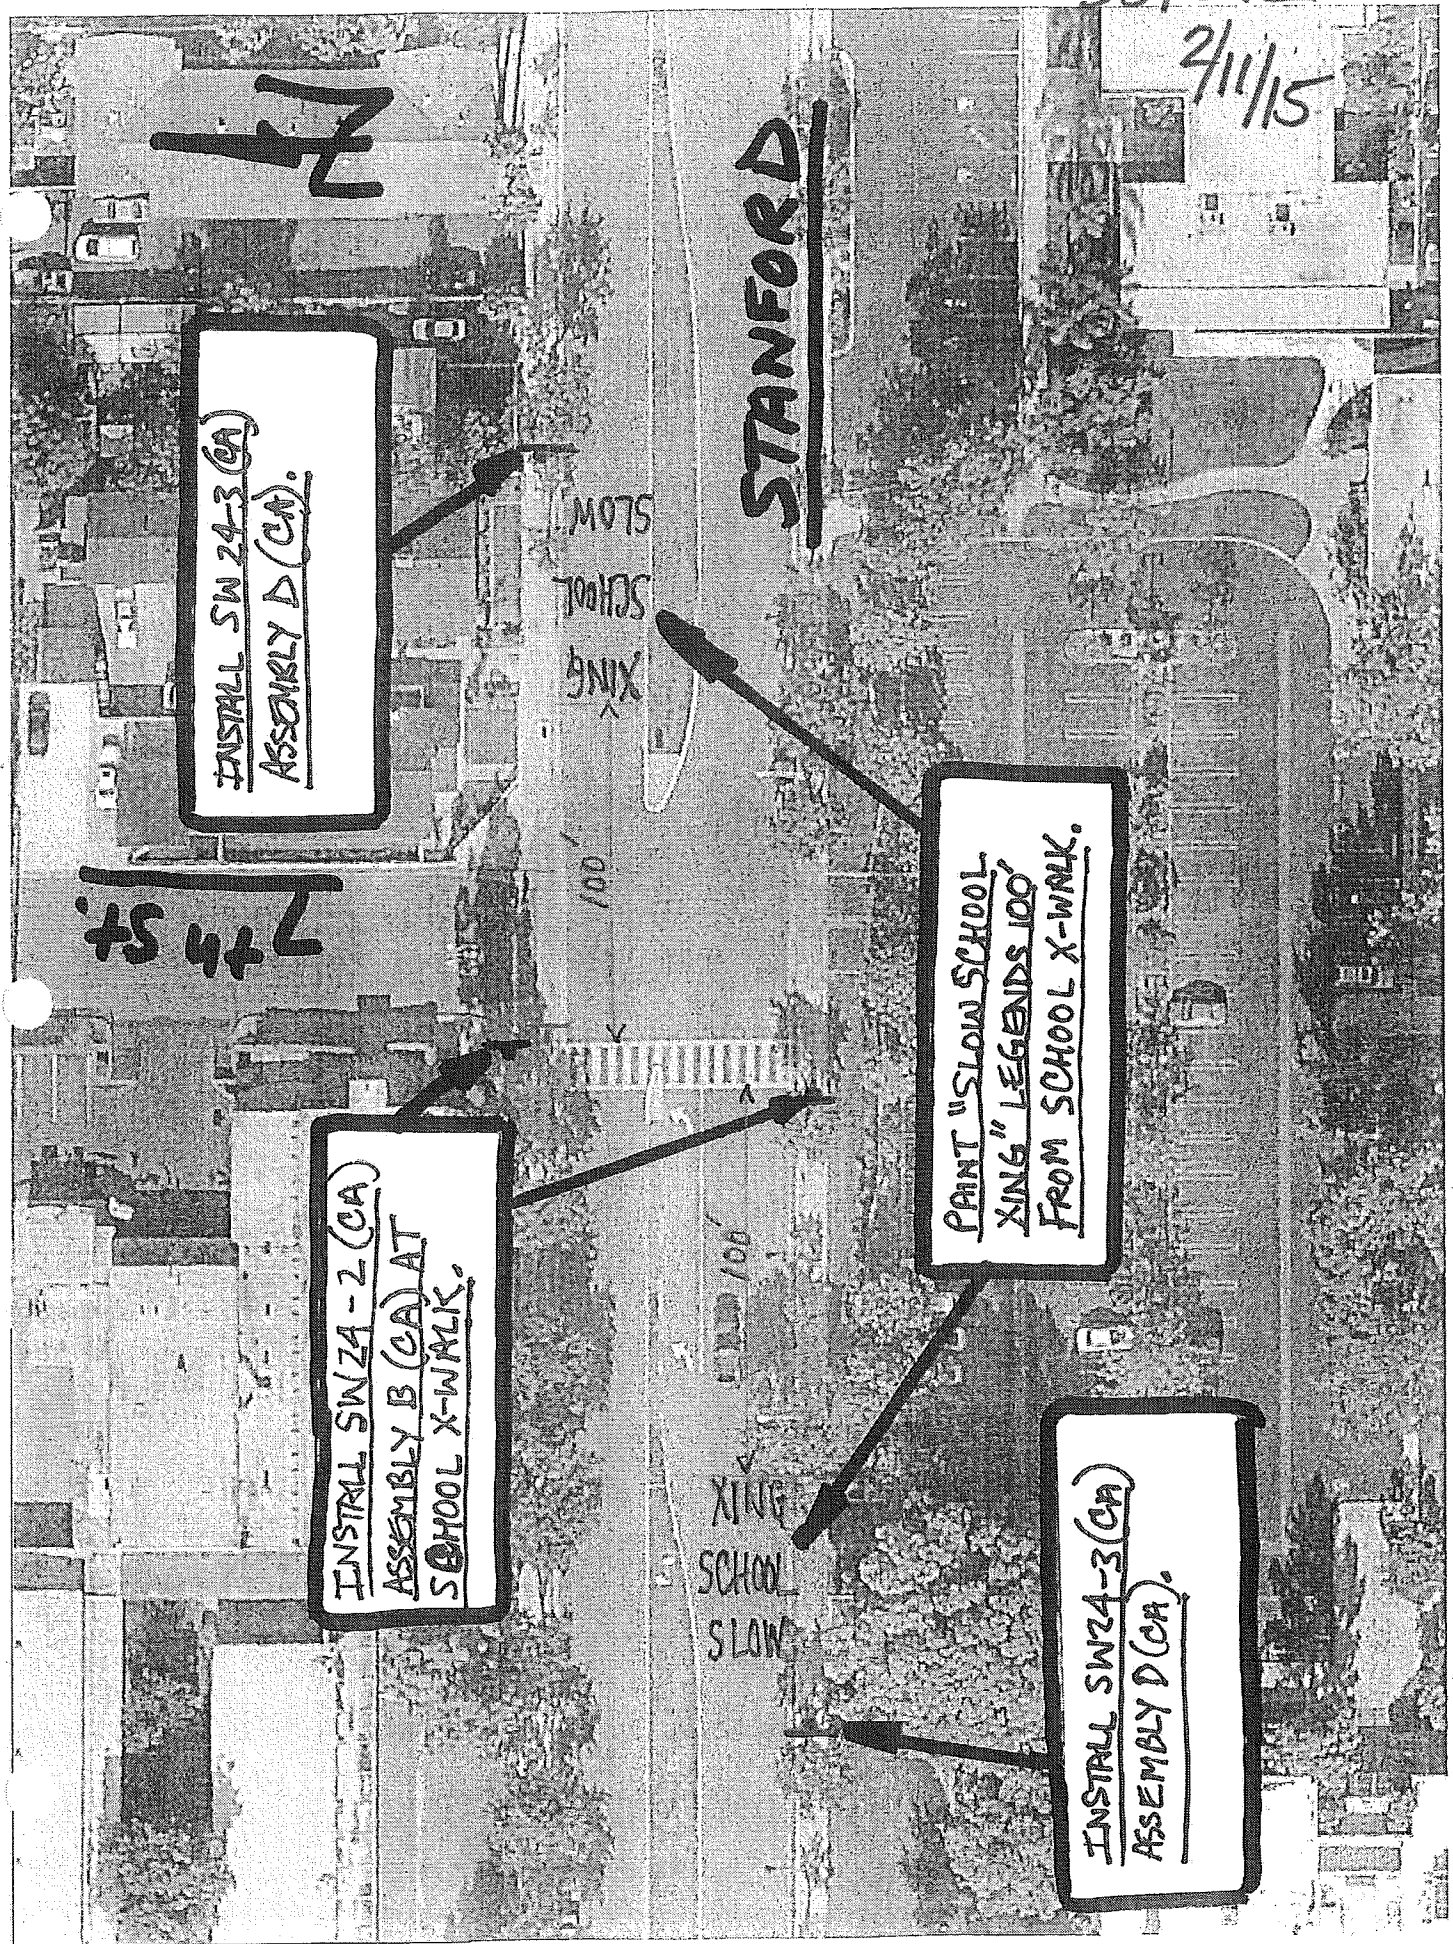 2/11/15
N
STANFORD
7th St.
INSTALL SW 24-3 (CA)
ASSEMBLY D (CA).
INSTALL SW24-2 (CA)
ASSEMBLY B (CA) AT
SCHOOL X-WALK.
PAINT "SLOW SCHOOL
XING" LEGENDS 100'
FROM SCHOOL X-WALK.
INSTALL SW24-3 (CA)
ASSEMBLY D (CA).
SLOW
SCHOOL
XING
100'
100'
XING
SCHOOL
SLOW